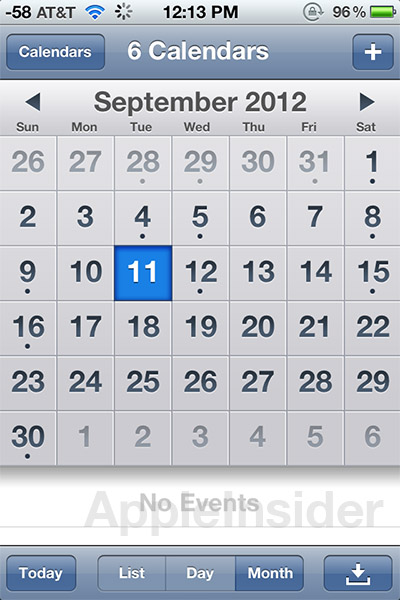 -58 AT&T 12:13 PM 96%
Calendars 6 Calendars +
September 2012
Sun Mon Tue Wed Thu Fri Sat
26 27 28 29 30 31 1
2 3 4 5 6 7 8
9 10 11 12 13 14 15
16 17 18 19 20 21 22
23 24 25 26 27 28 29
30 1 2 3 4 5 6
No Events
AppleInsider
Today List Day Month